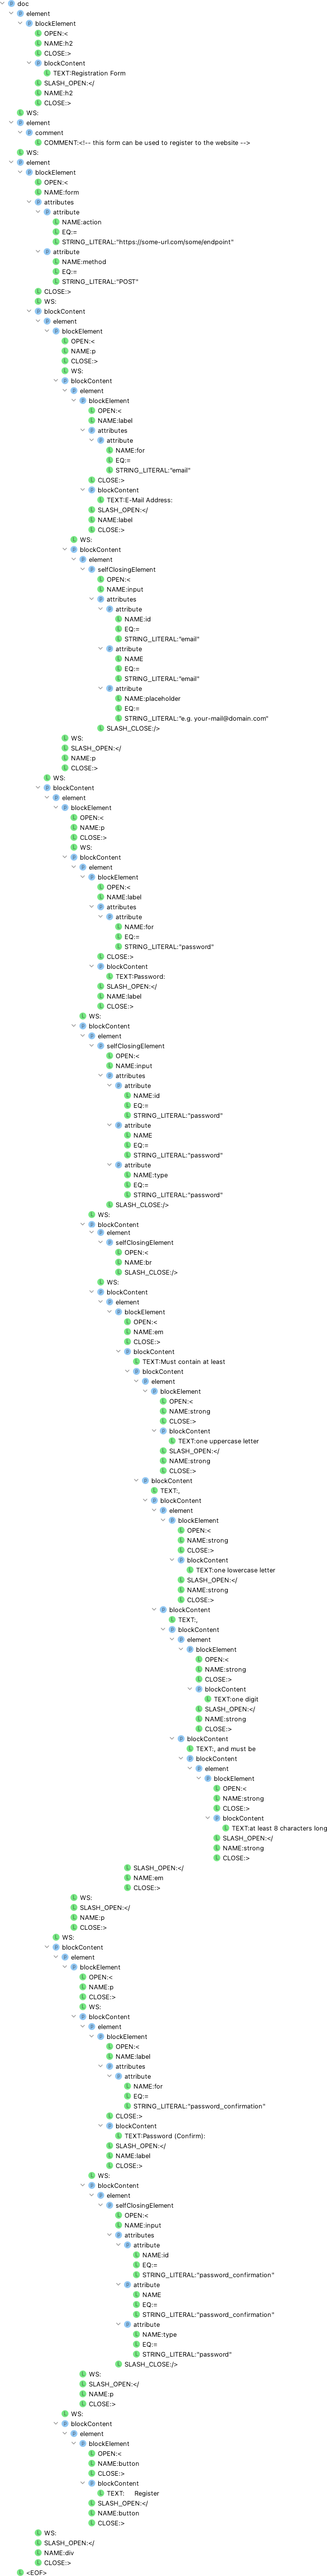 doc
element
blockElement
OPEN:<
NAME:h2
CLOSE:>
blockContent
TEXT:Registration Form
SLASH_OPEN:</
NAME:h2
CLOSE:>
WS:
element
comment
COMMENT:<!-- this form can be used to register to the website -->
WS:
element
blockElement
OPEN:<
NAME:form
attributes
attribute
NAME:action
EQ:=
STRING_LITERAL:"https://some-url.com/some/endpoint"
attribute
NAME:method
EQ:=
STRING_LITERAL:"POST"
CLOSE:>
WS:
blockContent
element
blockElement
OPEN:<
NAME:p
CLOSE:>
WS:
blockContent
element
blockElement
OPEN:<
NAME:label
attributes
attribute
NAME:for
EQ:=
STRING_LITERAL:"email"
CLOSE:>
blockContent
TEXT:E-Mail Address:
SLASH_OPEN:</
NAME:label
CLOSE:>
WS:
blockContent
element
selfClosingElement
OPEN:<
NAME:input
attributes
attribute
NAME:id
EQ:=
STRING_LITERAL:"email"
attribute
NAME
EQ:=
STRING_LITERAL:"email"
attribute
NAME:placeholder
EQ:=
STRING_LITERAL:"e.g. your-mail@domain.com"
SLASH_CLOSE:/>
WS:
SLASH_OPEN:</
NAME:p
CLOSE:>
WS:
blockContent
element
blockElement
OPEN:<
NAME:p
CLOSE:>
WS:
blockContent
element
blockElement
OPEN:<
NAME:label
attributes
attribute
NAME:for
EQ:=
STRING_LITERAL:"password"
CLOSE:>
blockContent
TEXT:Password:
SLASH_OPEN:</
NAME:label
CLOSE:>
WS:
blockContent
element
selfClosingElement
OPEN:<
NAME:input
attributes
attribute
NAME:id
EQ:=
STRING_LITERAL:"password"
attribute
NAME
EQ:=
STRING_LITERAL:"password"
attribute
NAME:type
EQ:=
STRING_LITERAL:"password"
SLASH_CLOSE:/>
WS:
blockContent
element
selfClosingElement
OPEN:<
NAME:br
SLASH_CLOSE:/>
WS:
blockContent
element
blockElement
OPEN:<
NAME:em
CLOSE:>
blockContent
TEXT:Must contain at least
blockContent
element
blockElement
OPEN:<
NAME:strong
CLOSE:>
blockContent
TEXT:one uppercase letter
SLASH_OPEN:</
NAME:strong
CLOSE:>
blockContent
TEXT:,
blockContent
element
blockElement
OPEN:<
NAME:strong
CLOSE:>
blockContent
TEXT:one lowercase letter
SLASH_OPEN:</
NAME:strong
CLOSE:>
blockContent
TEXT:,
blockContent
element
blockElement
OPEN:<
NAME:strong
CLOSE:>
blockContent
TEXT:one digit
SLASH_OPEN:</
NAME:strong
CLOSE:>
blockContent
TEXT:, and must be
blockContent
element
blockElement
OPEN:<
NAME:strong
CLOSE:>
blockContent
TEXT:at least 8 characters long
SLASH_OPEN:</
NAME:strong
CLOSE:>
SLASH_OPEN:</
NAME:em
CLOSE:>
WS:
SLASH_OPEN:</
NAME:p
CLOSE:>
WS:
blockContent
element
blockElement
OPEN:<
NAME:p
CLOSE:>
WS:
blockContent
element
blockElement
OPEN:<
NAME:label
attributes
attribute
NAME:for
EQ:=
STRING_LITERAL:"password_confirmation"
CLOSE:>
blockContent
TEXT:Password (Confirm):
SLASH_OPEN:</
NAME:label
CLOSE:>
WS:
blockContent
element
selfClosingElement
OPEN:<
NAME:input
attributes
attribute
NAME:id
EQ:=
STRING_LITERAL:"password_confirmation"
attribute
NAME
EQ:=
STRING_LITERAL:"password_confirmation"
attribute
NAME:type
EQ:=
STRING_LITERAL:"password"
SLASH_CLOSE:/>
WS:
SLASH_OPEN:</
NAME:p
CLOSE:>
WS:
blockContent
element
blockElement
OPEN:<
NAME:button
CLOSE:>
blockContent
TEXT: Register
SLASH_OPEN:</
NAME:button
CLOSE:>
WS:
SLASH_OPEN:</
NAME:div
CLOSE:>
<EOF>